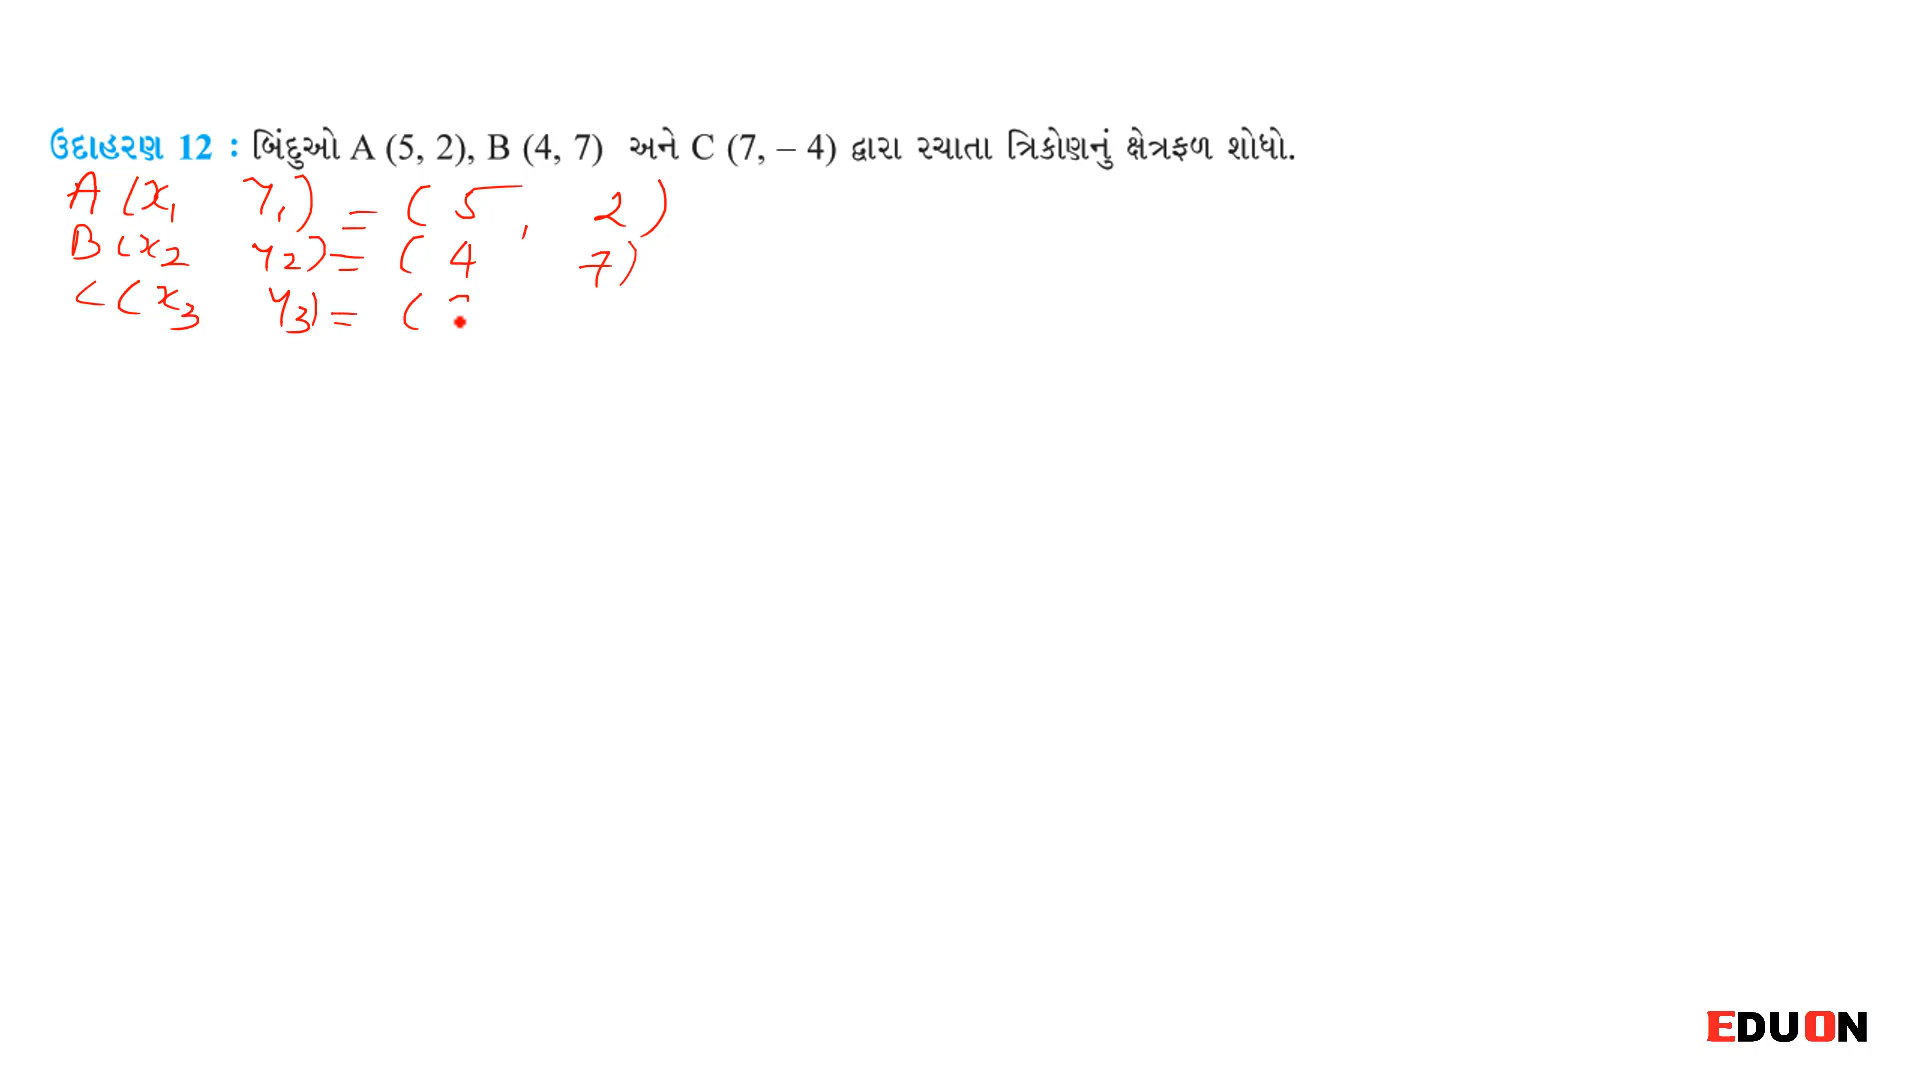 ઉદાહરણ 12 : બિંદુઓ A (5, 2), B (4, 7) અને C (7, – 4) દ્વારા રચાતા ત્રિકોણનું ક્ષેત્રફળ શોધો.
A (x₁ y₁) = ( 5 , 2 )
B (x₂ y₂) = ( 4 7 )
C ( x₃ y₃) = (
EDUON